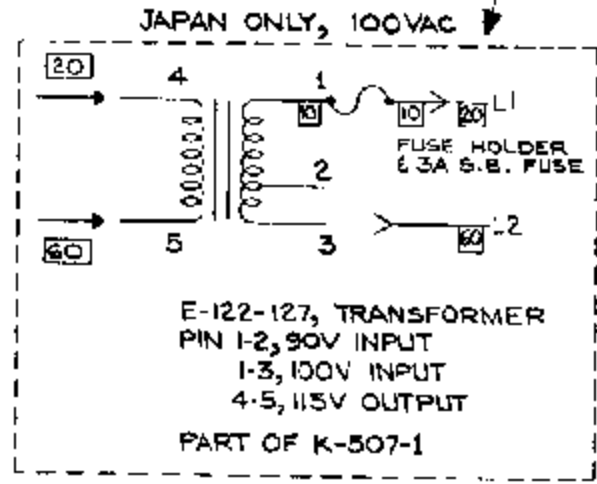 JAPAN ONLY, 100VAC
20
4
1
10
10
20
L1
FUSE HOLDER
& 3A S.B. FUSE
2
60
5
3
60
L2
E-122-127, TRANSFORMER
PIN 1-2, 90V INPUT
1-3, 100V INPUT
4-5, 115V OUTPUT
PART OF K-507-1